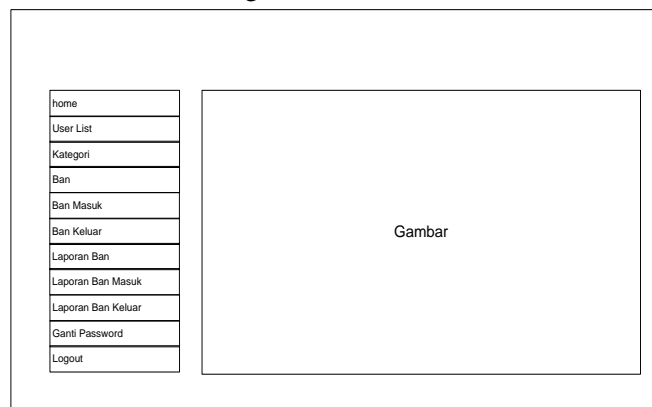 home
User List
Kategori
Ban
Ban Masuk
Ban Keluar
Laporan Ban
Laporan Ban Masuk
Laporan Ban Keluar
Ganti Password
Logout
Gambar